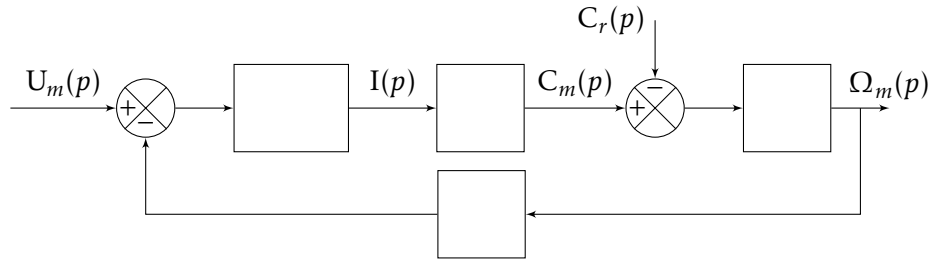 C_r(p)
U_m(p)
I(p)
C_m(p)
Ω_m(p)
+
−
−
+